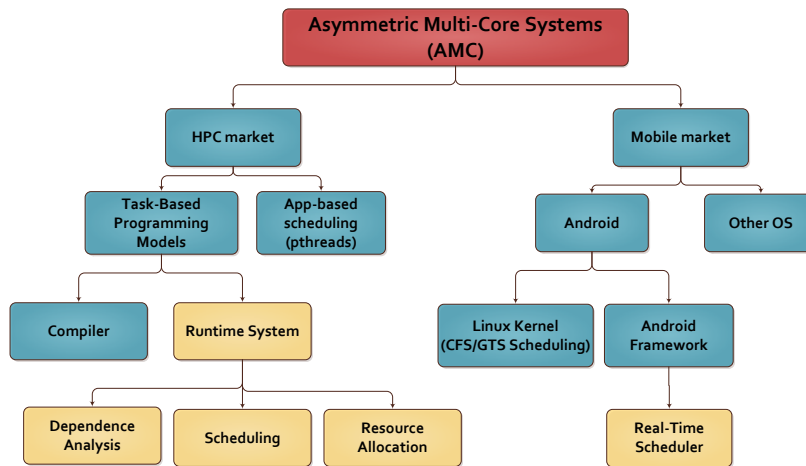 Asymmetric Multi-Core Systems
(AMC)
HPC market
Mobile market
Task-Based
Programming
Models
App-based
scheduling
(pthreads)
Android
Other OS
Compiler
Runtime System
Linux Kernel
(CFS/GTS Scheduling)
Android
Framework
Dependence
Analysis
Scheduling
Resource
Allocation
Real-Time
Scheduler